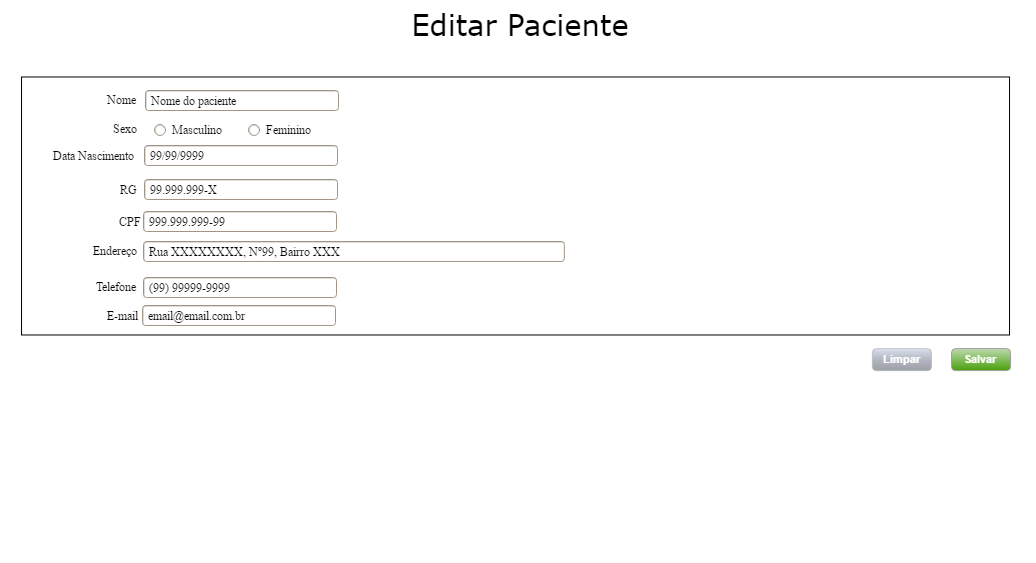 Editar Paciente
Nome Nome do paciente
Sexo Masculino Feminino
Data Nascimento 99/99/9999
RG 99.999.999-X
CPF 999.999.999-99
Endereço Rua XXXXXXXX, Nº99, Bairro XXX
Telefone (99) 99999-9999
E-mail email@email.com.br
Limpar Salvar